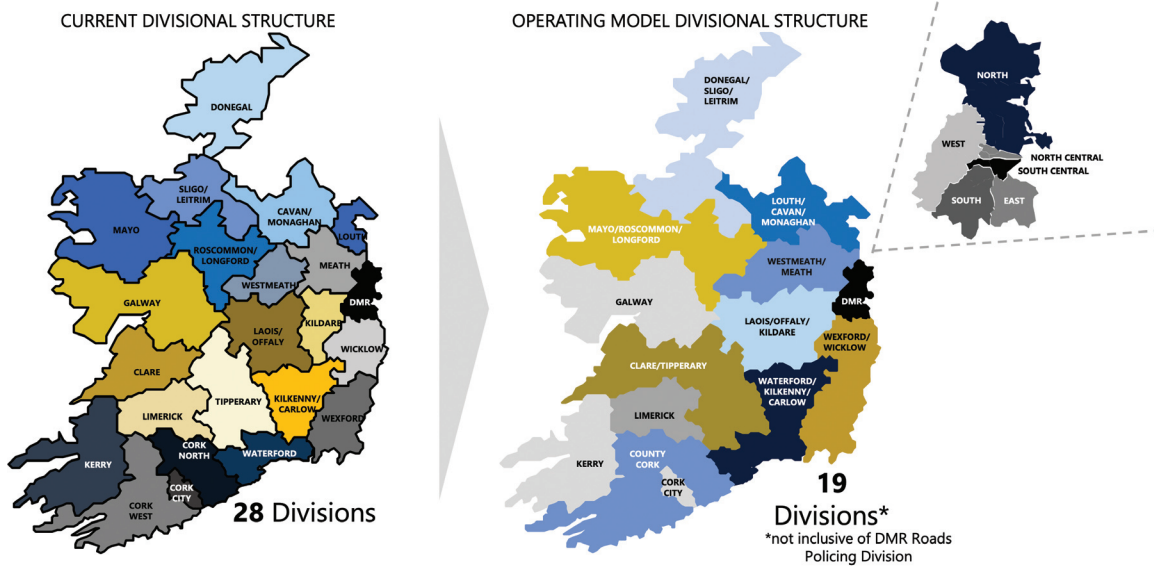 CURRENT DIVISIONAL STRUCTURE
DONEGAL
SLIGO/
LEITRIM
CAVAN/
MONAGHAN
MAYO
LOUTH
ROSCOMMON/
LONGFORD
MEATH
WESTMEATH
GALWAY
DMR
KILDARE
LAOIS/
OFFALY
WICKLOW
CLARE
TIPPERARY
KILKENNY/
CARLOW
LIMERICK
WEXFORD
CORK
NORTH
WATERFORD
KERRY
CORK
CITY
CORK
WEST
28 Divisions
OPERATING MODEL DIVISIONAL STRUCTURE
DONEGAL/
SLIGO/
LEITRIM
LOUTH/
CAVAN/
MONAGHAN
MAYO/ROSCOMMON/
LONGFORD
WESTMEATH/
MEATH
GALWAY
DMR
LAOIS/OFFALY/
KILDARE
WEXFORD/
WICKLOW
CLARE/TIPPERARY
WATERFORD/
KILKENNY/
CARLOW
LIMERICK
KERRY
COUNTY
CORK
CORK
CITY
19
Divisions*
*not inclusive of DMR Roads
Policing Division
NORTH
WEST
NORTH CENTRAL
SOUTH CENTRAL
SOUTH
EAST